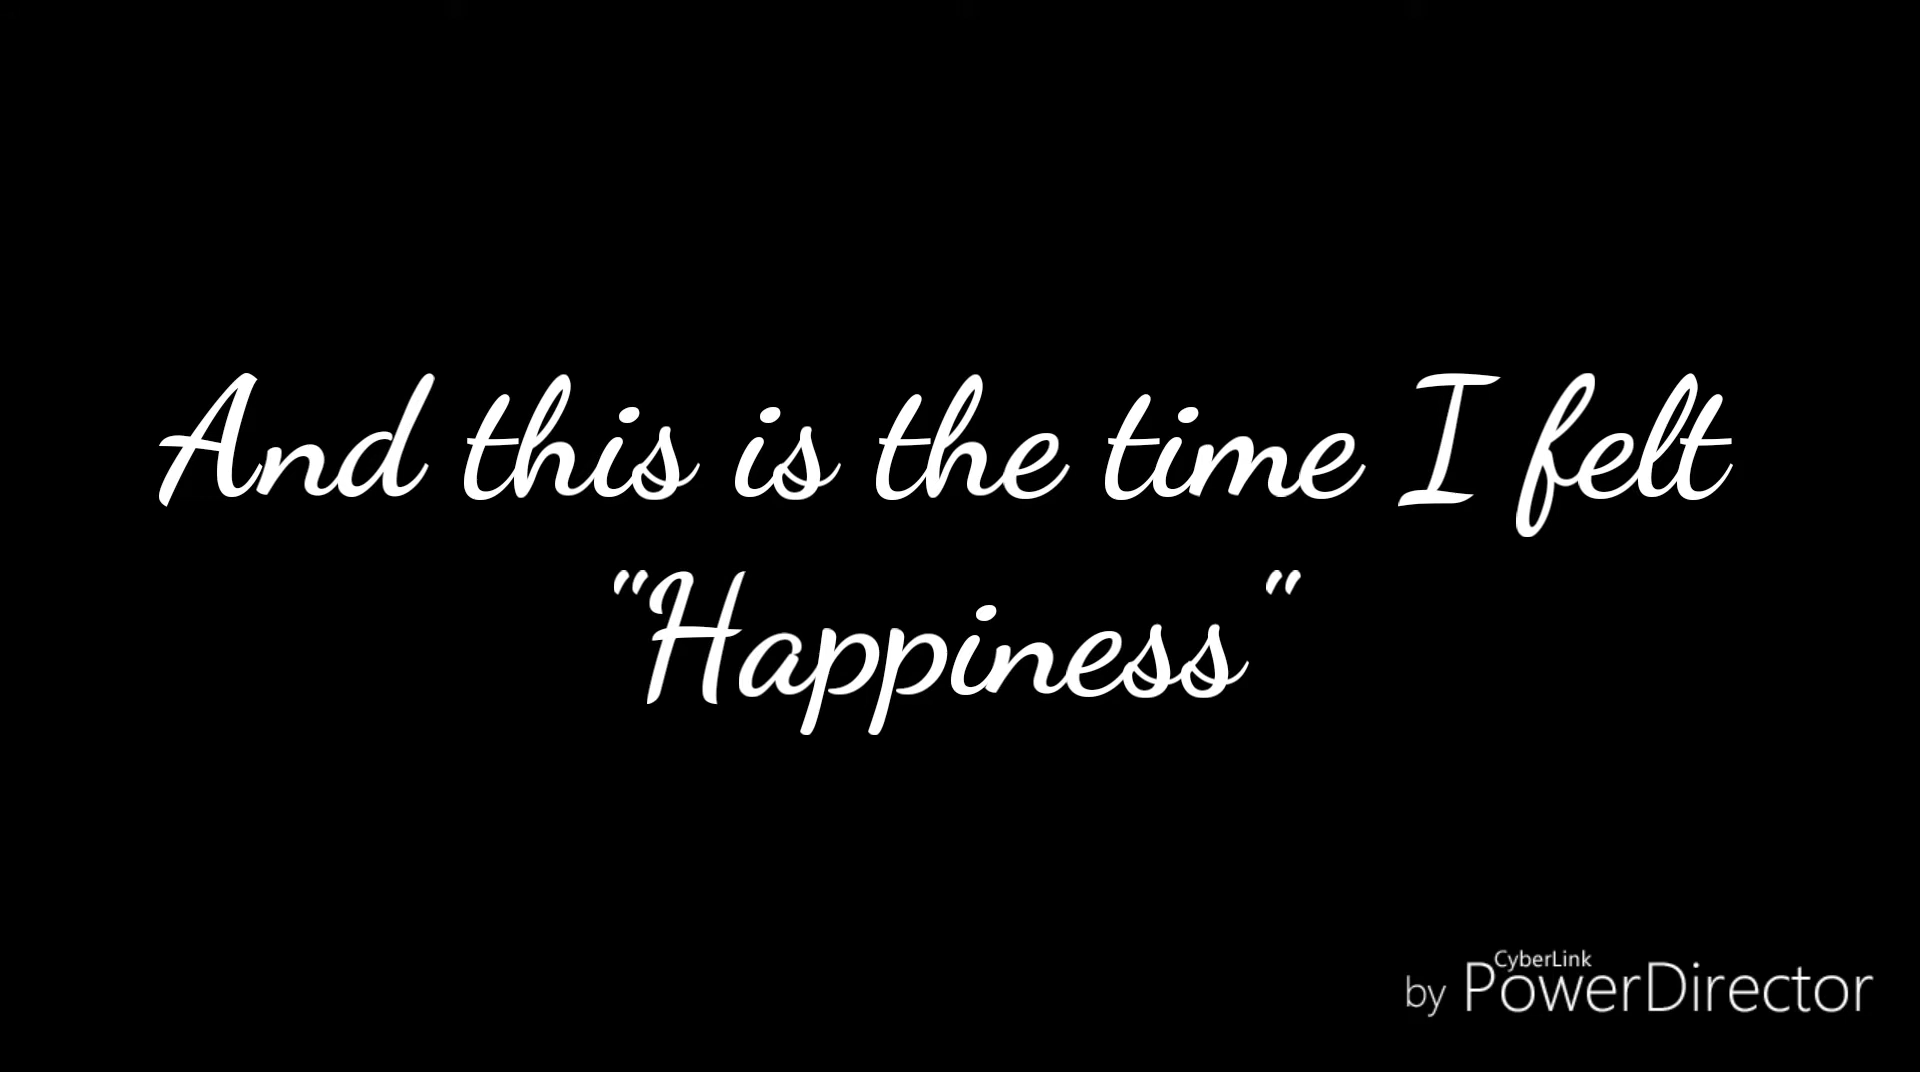 And this is the time I felt
"Happiness"
by CyberLink PowerDirector